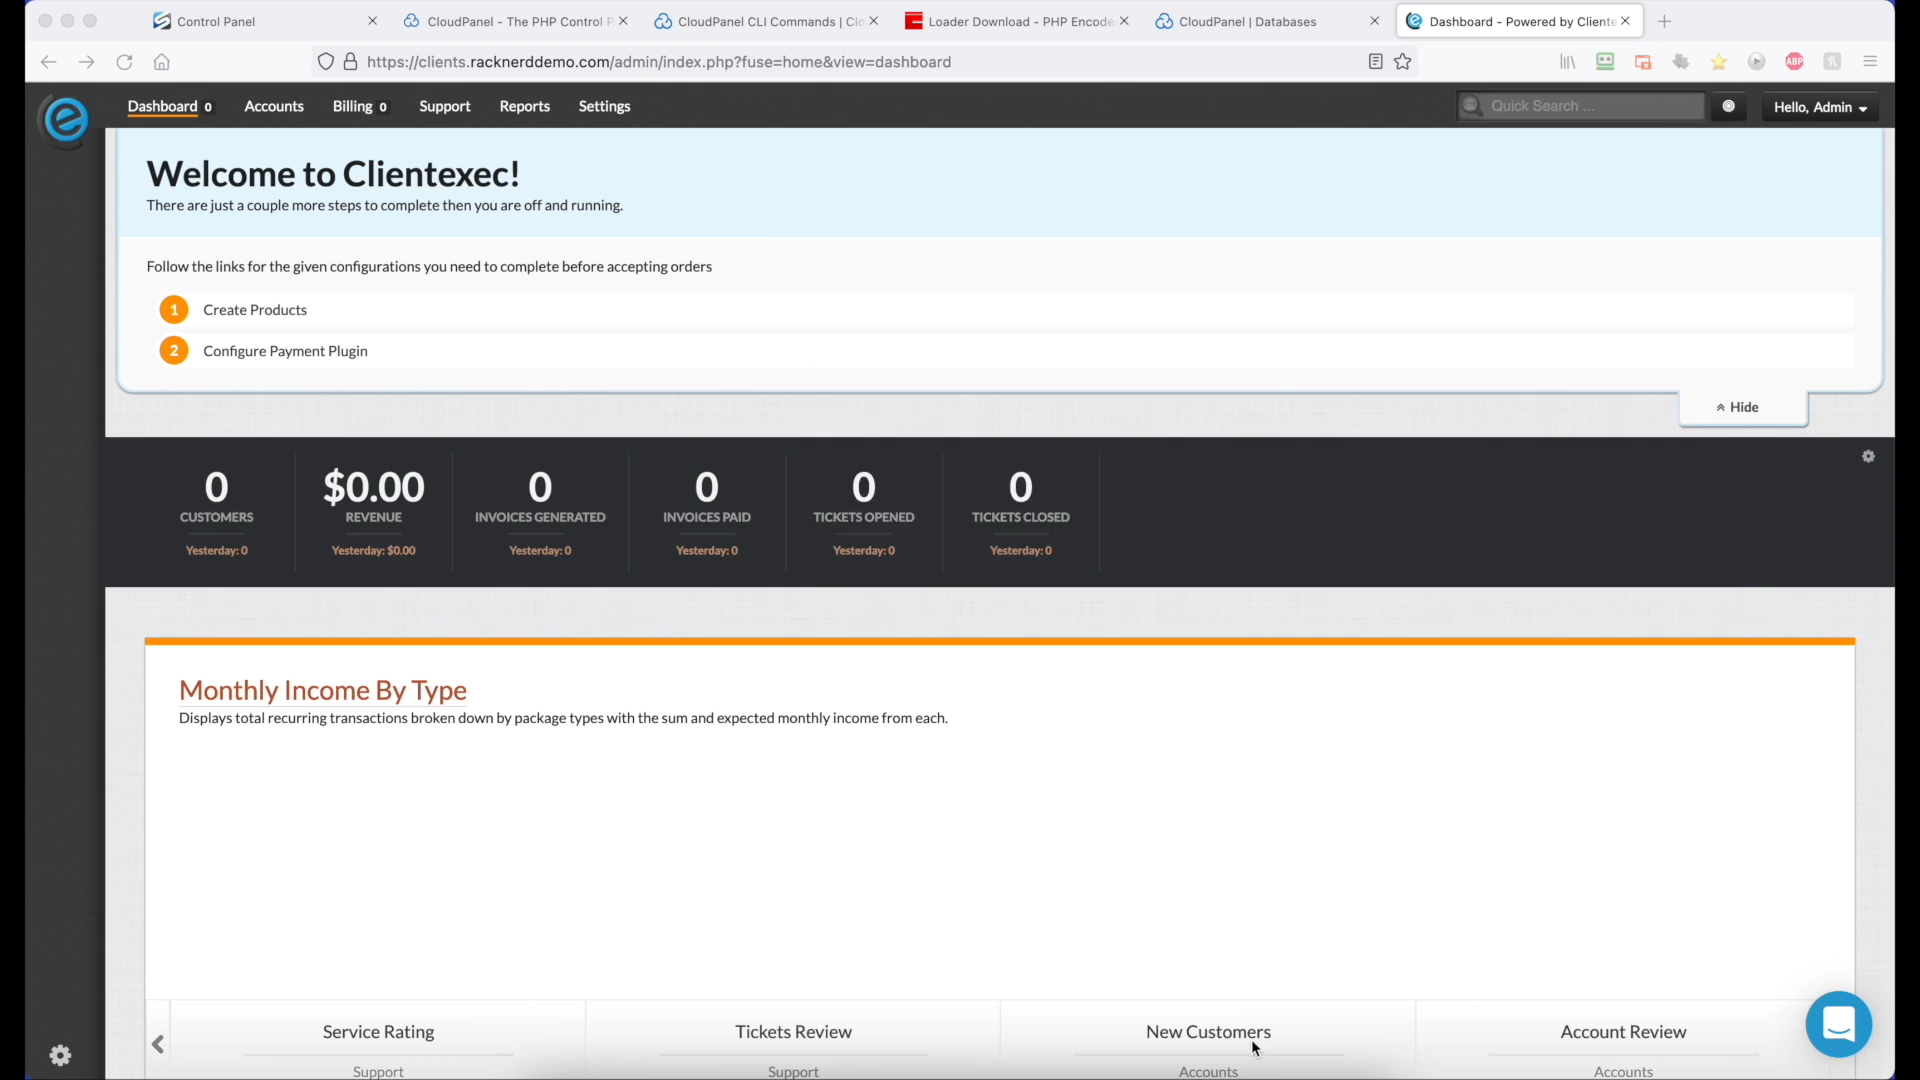 Control Panel
CloudPanel - The PHP Control P
CloudPanel CLI Commands | Clo
Loader Download - PHP Encode
CloudPanel | Databases
Dashboard - Powered by Cliente
https://clients.racknerddemo.com/admin/index.php?fuse=home&view=dashboard
ABP
Dashboard 0 Accounts Billing 0 Support Reports Settings
Quick Search ...
Hello, Admin
Welcome to Clientexec!
There are just a couple more steps to complete then you are off and running.
Follow the links for the given configurations you need to complete before accepting orders
1 Create Products
2 Configure Payment Plugin
Hide
0 $0.00 0 0 0 0
CUSTOMERS REVENUE INVOICES GENERATED INVOICES PAID TICKETS OPENED TICKETS CLOSED
Yesterday: 0 Yesterday: $0.00 Yesterday: 0 Yesterday: 0 Yesterday: 0 Yesterday: 0
Monthly Income By Type
Displays total recurring transactions broken down by package types with the sum and expected monthly income from each.
Service Rating Tickets Review New Customers Account Review
Support Support Accounts Accounts